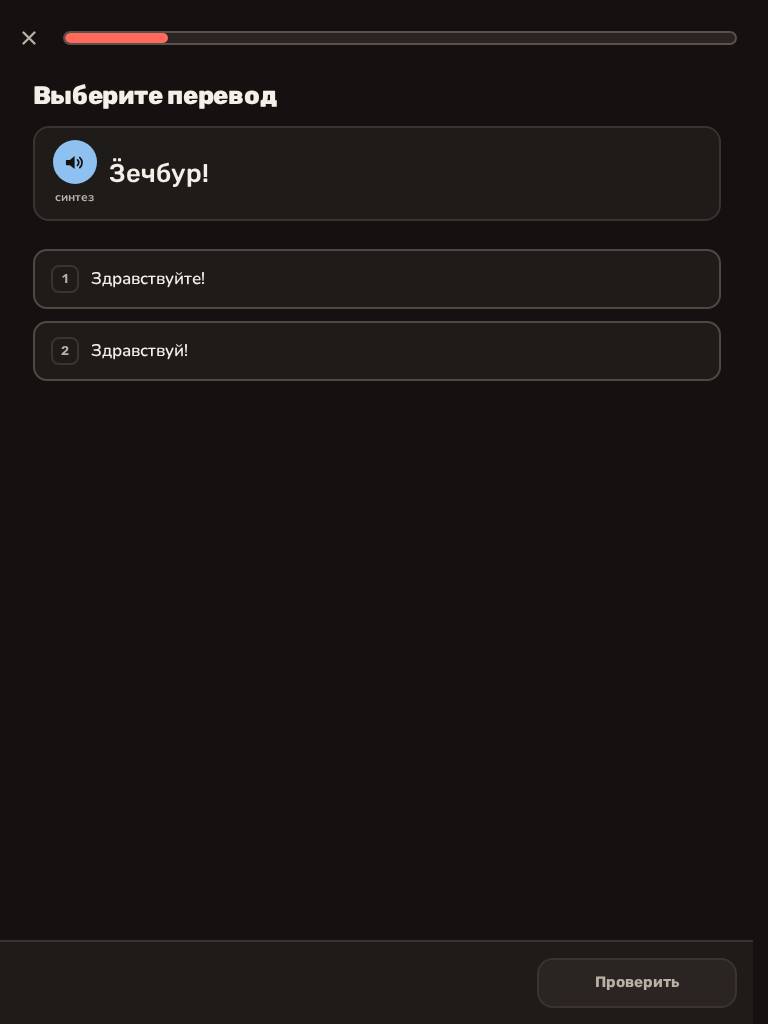 Выберите перевод
Ӟечбур!
синтез
1 Здравствуйте!
2 Здравствуй!
Проверить